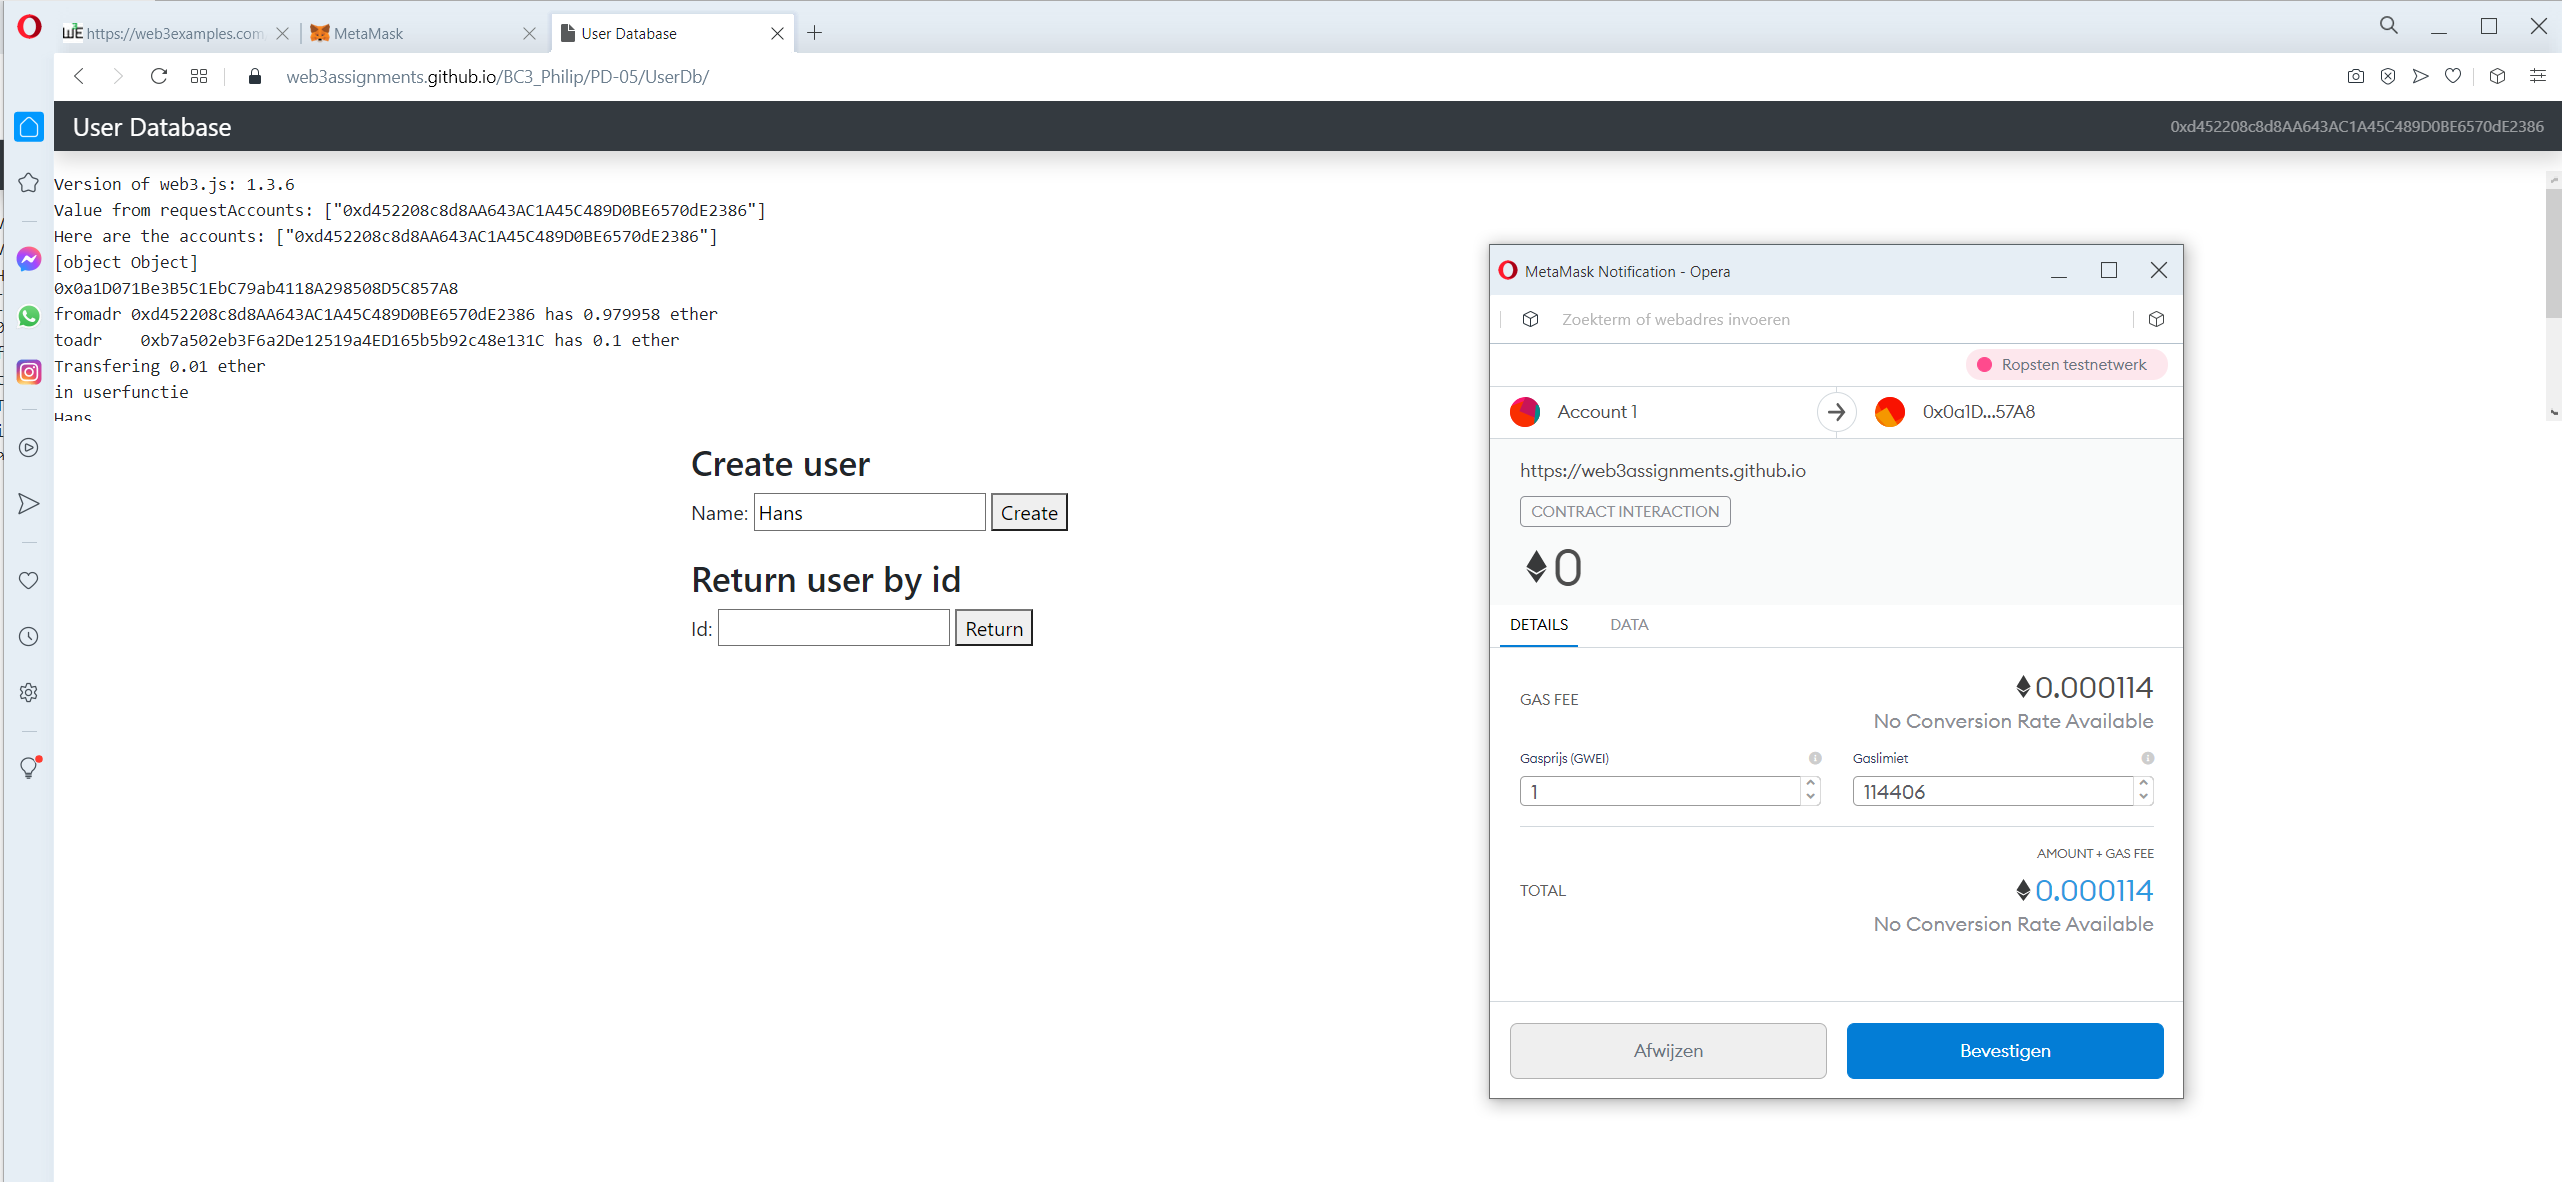 https://web3examples.com
MetaMask
User Database
web3assignments.github.io/BC3_Philip/PD-05/UserDb/
User Database
0xd452208c8d8AA643AC1A45C489D0BE6570dE2386
Version of web3.js: 1.3.6
Value from requestAccounts: ["0xd452208c8d8AA643AC1A45C489D0BE6570dE2386"]
Here are the accounts: ["0xd452208c8d8AA643AC1A45C489D0BE6570dE2386"]
[object Object]
0x0a1D071Be3B5C1EbC79ab4118A298508D5C857A8
fromadr 0xd452208c8d8AA643AC1A45C489D0BE6570dE2386 has 0.979958 ether
toadr    0xb7a502eb3F6a2De12519a4ED165b5b92c48e131C has 0.1 ether
Transfering 0.01 ether
in userfunctie
Hans
Create user
Name: Hans Create
Return user by id
Id: Return
MetaMask Notification - Opera
Zoekterm of webadres invoeren
Ropsten testnetwerk
Account 1
0x0a1D...57A8
https://web3assignments.github.io
CONTRACT INTERACTION
0
DETAILS DATA
GAS FEE
0.000114
No Conversion Rate Available
Gasprijs (GWEI)
Gaslimiet
1
114406
AMOUNT + GAS FEE
TOTAL
0.000114
No Conversion Rate Available
Afwijzen
Bevestigen